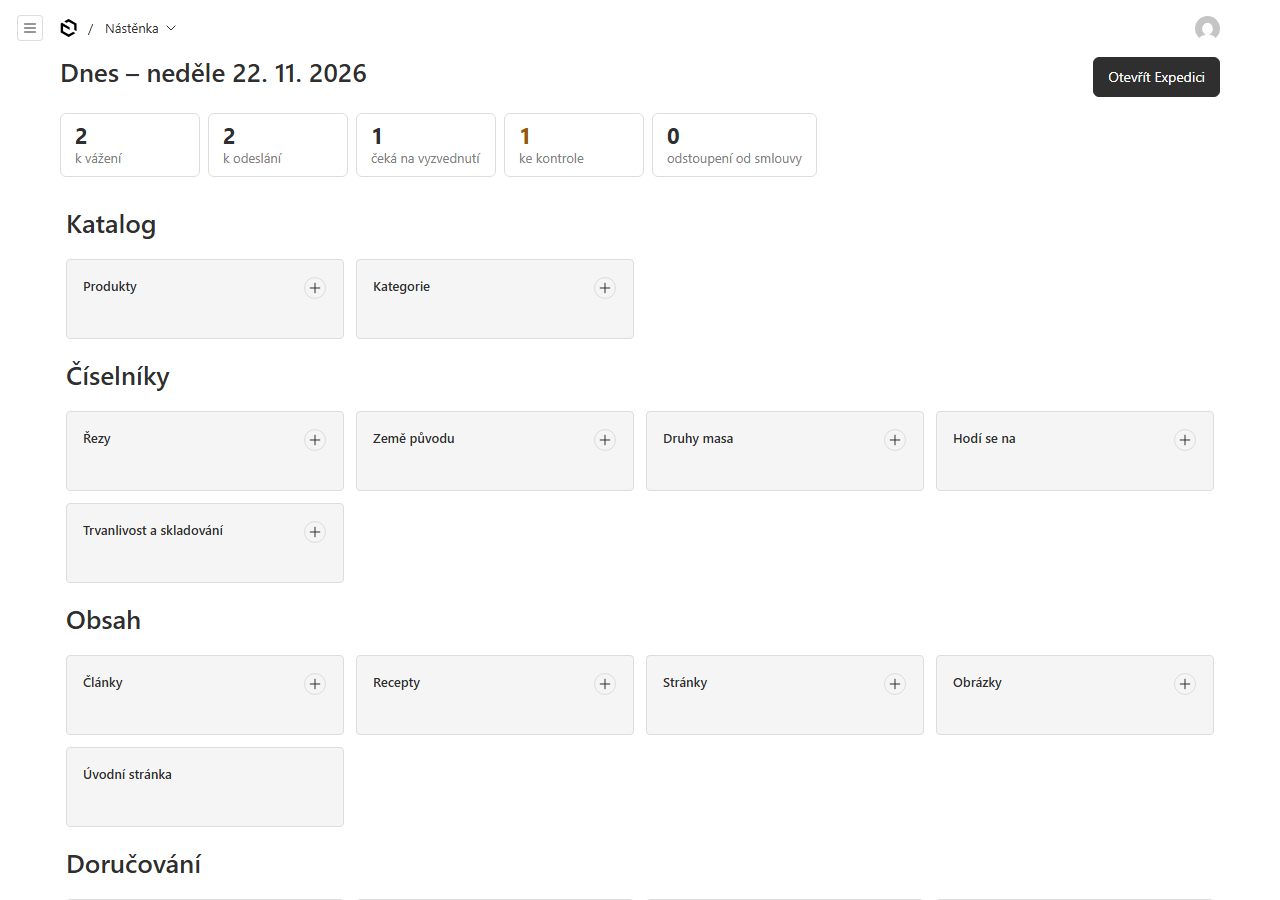 / Nástěnka
Dnes – neděle 22. 11. 2026
Otevřít Expedici
2
k vážení
2
k odeslání
1
čeká na vyzvednutí
1
ke kontrole
0
odstoupení od smlouvy
Katalog
Produkty
Kategorie
Číselníky
Řezy
Země původu
Druhy masa
Hodí se na
Trvanlivost a skladování
Obsah
Články
Recepty
Stránky
Obrázky
Úvodní stránka
Doručování